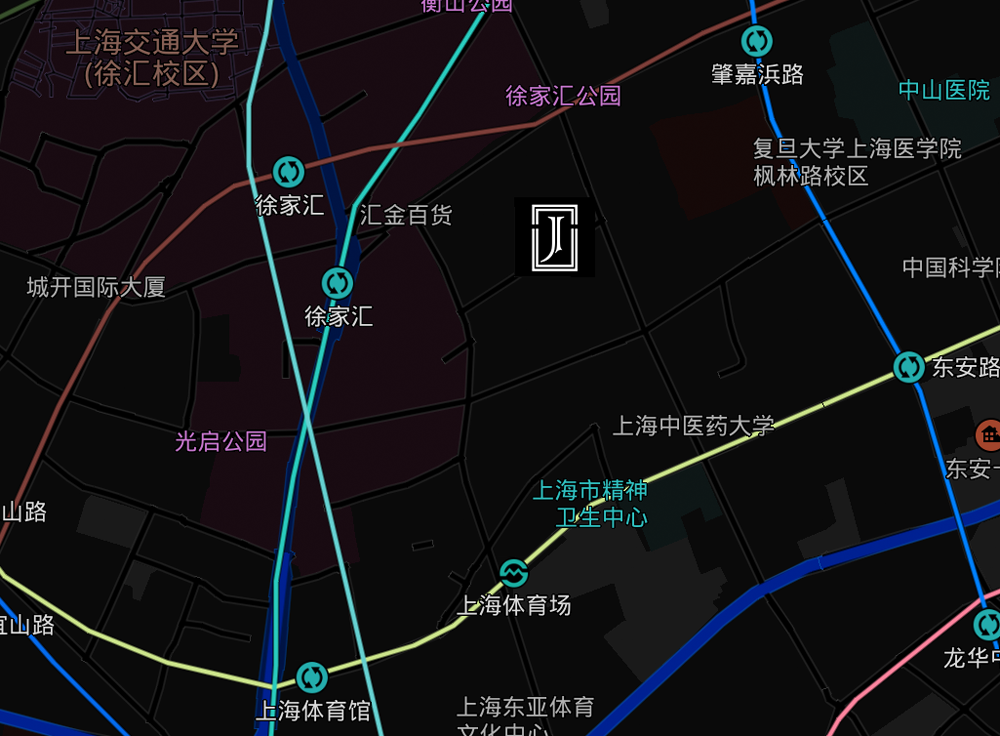 衡山公园
上海交通大学
(徐汇校区)
肇嘉浜路
徐家汇公园
中山医院
复旦大学上海医学院
枫林路校区
徐家汇
汇金百货
J
中国科学院
城开国际大厦
徐家汇
东安路
上海中医药大学
光启公园
东安一
上海市精神
卫生中心
山路
上海体育场
宜山路
龙华中
上海体育馆
上海东亚体育
文化中心